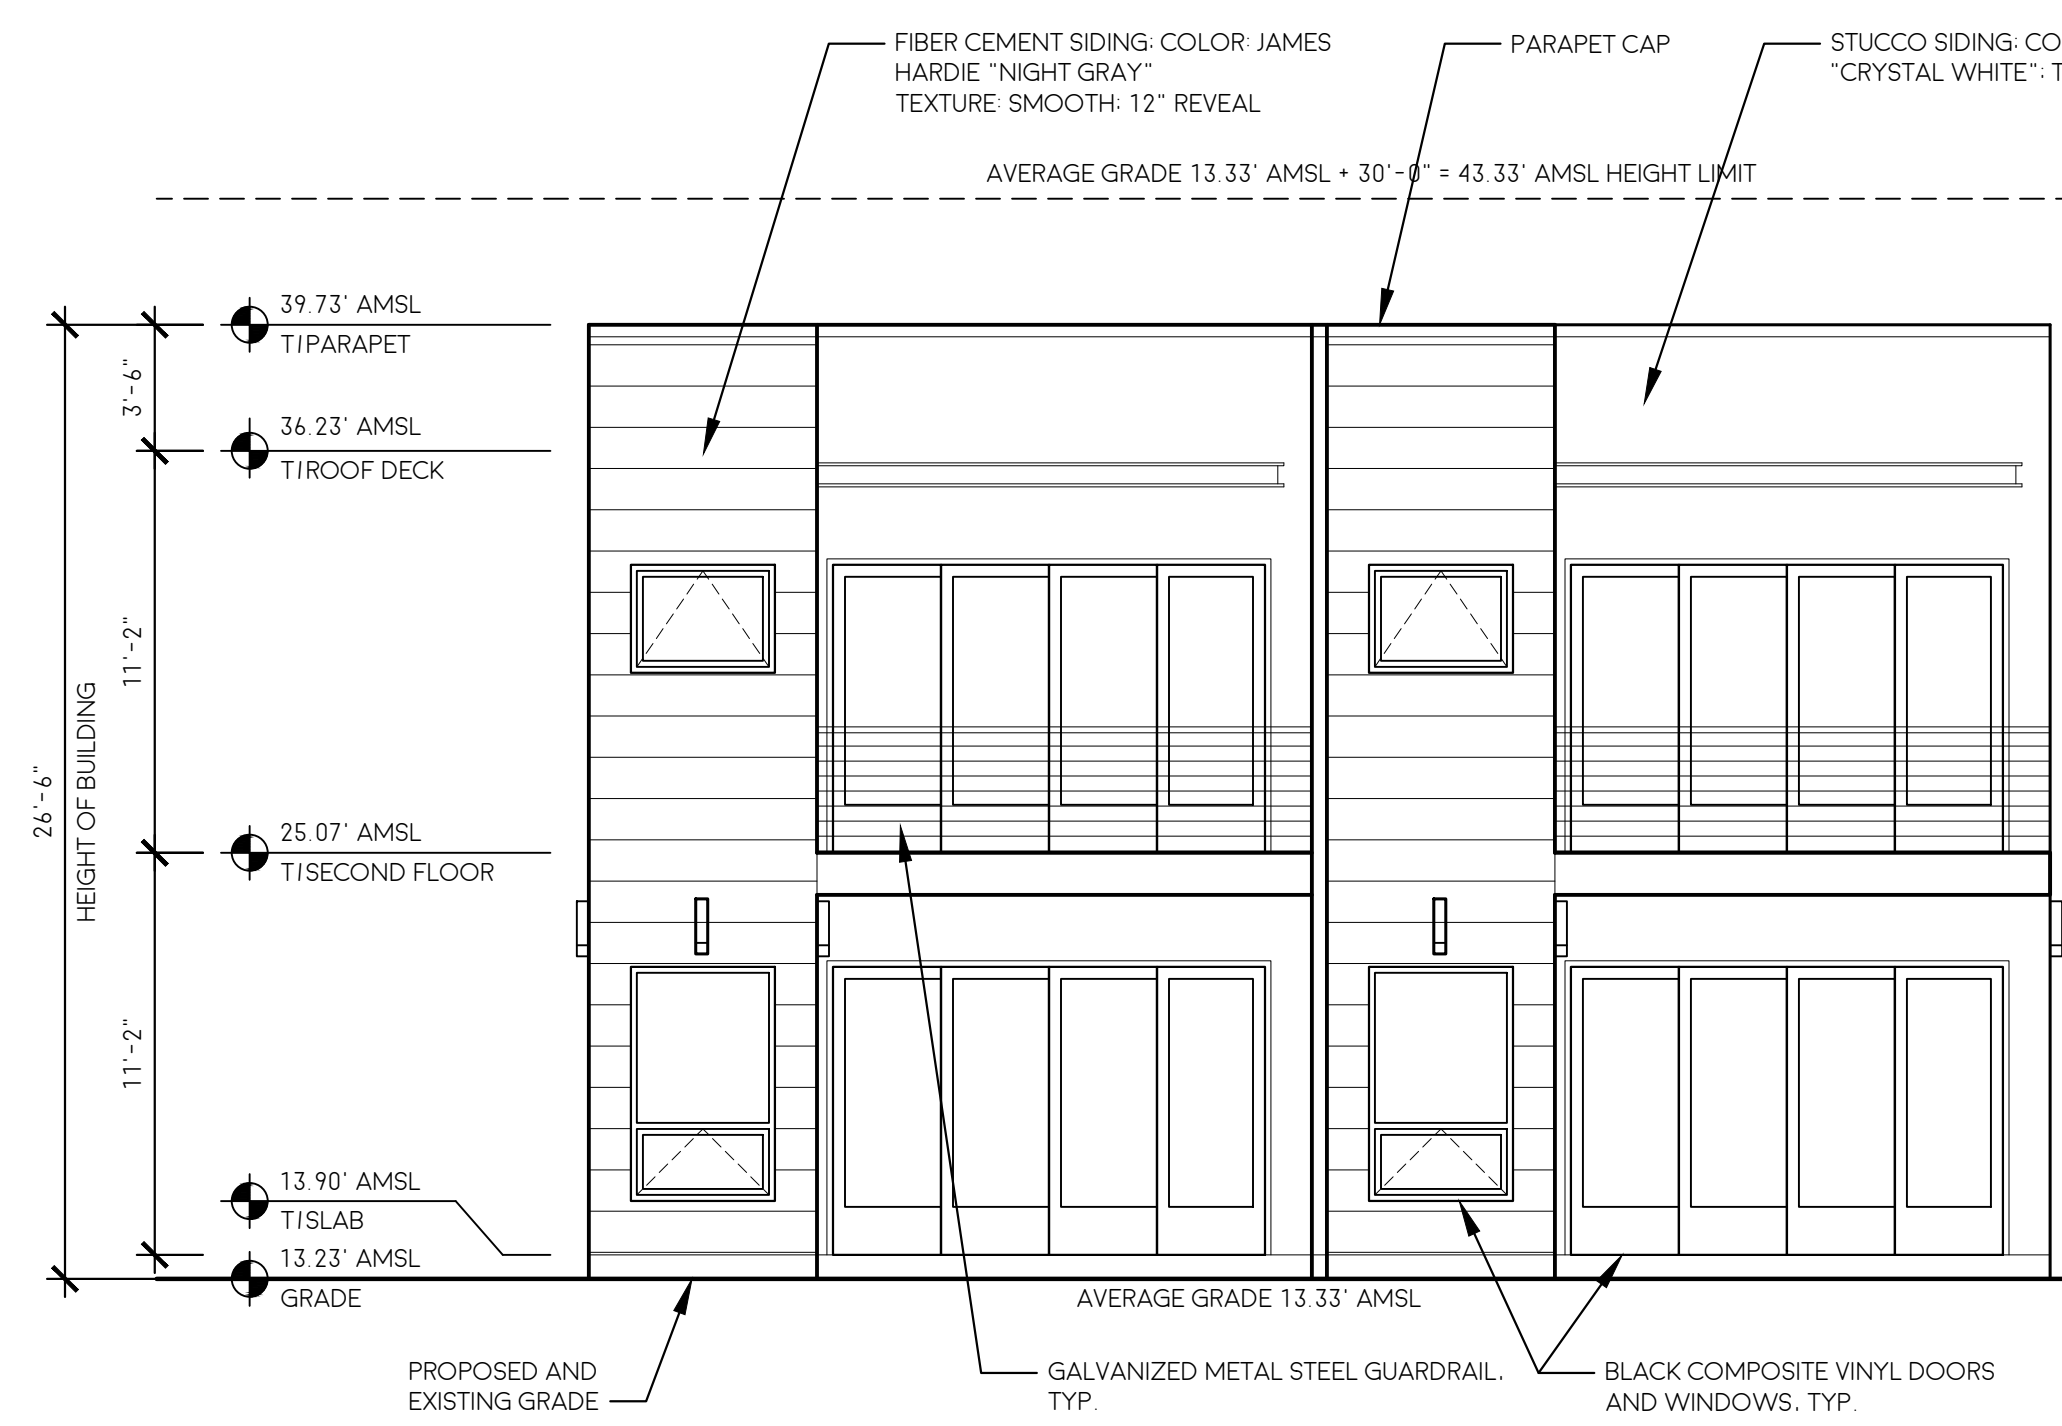 FIBER CEMENT SIDING; COLOR: JAMES
HARDIE "NIGHT GRAY"
TEXTURE: SMOOTH; 12" REVEAL
PARAPET CAP
STUCCO SIDING; CO
"CRYSTAL WHITE"; T
AVERAGE GRADE 13.33' AMSL + 30'-0" = 43.33' AMSL HEIGHT LIMIT
39.73' AMSL
T/PARAPET
3'-6"
36.23' AMSL
T/ROOF DECK
11'-2"
26'-6"
HEIGHT OF BUILDING
25.07' AMSL
T/SECOND FLOOR
11'-2"
13.90' AMSL
T/SLAB
13.23' AMSL
GRADE
AVERAGE GRADE 13.33' AMSL
PROPOSED AND
EXISTING GRADE
GALVANIZED METAL STEEL GUARDRAIL,
TYP.
BLACK COMPOSITE VINYL DOORS
AND WINDOWS, TYP.